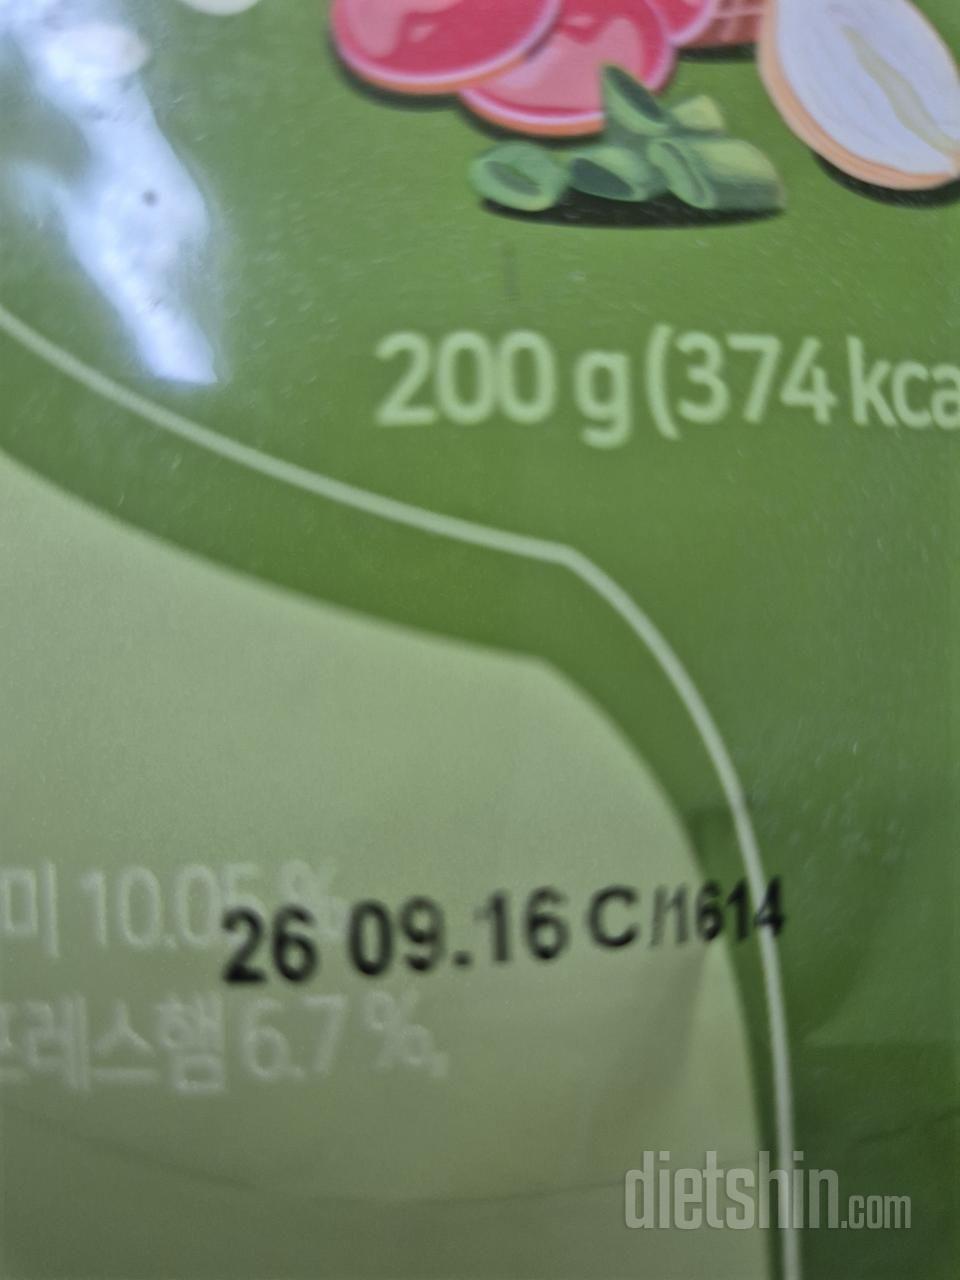 200 g (374 kca
미 10.05 %
26 09.16 C/1614
프레스햄 6.7 %,
dietshin.com